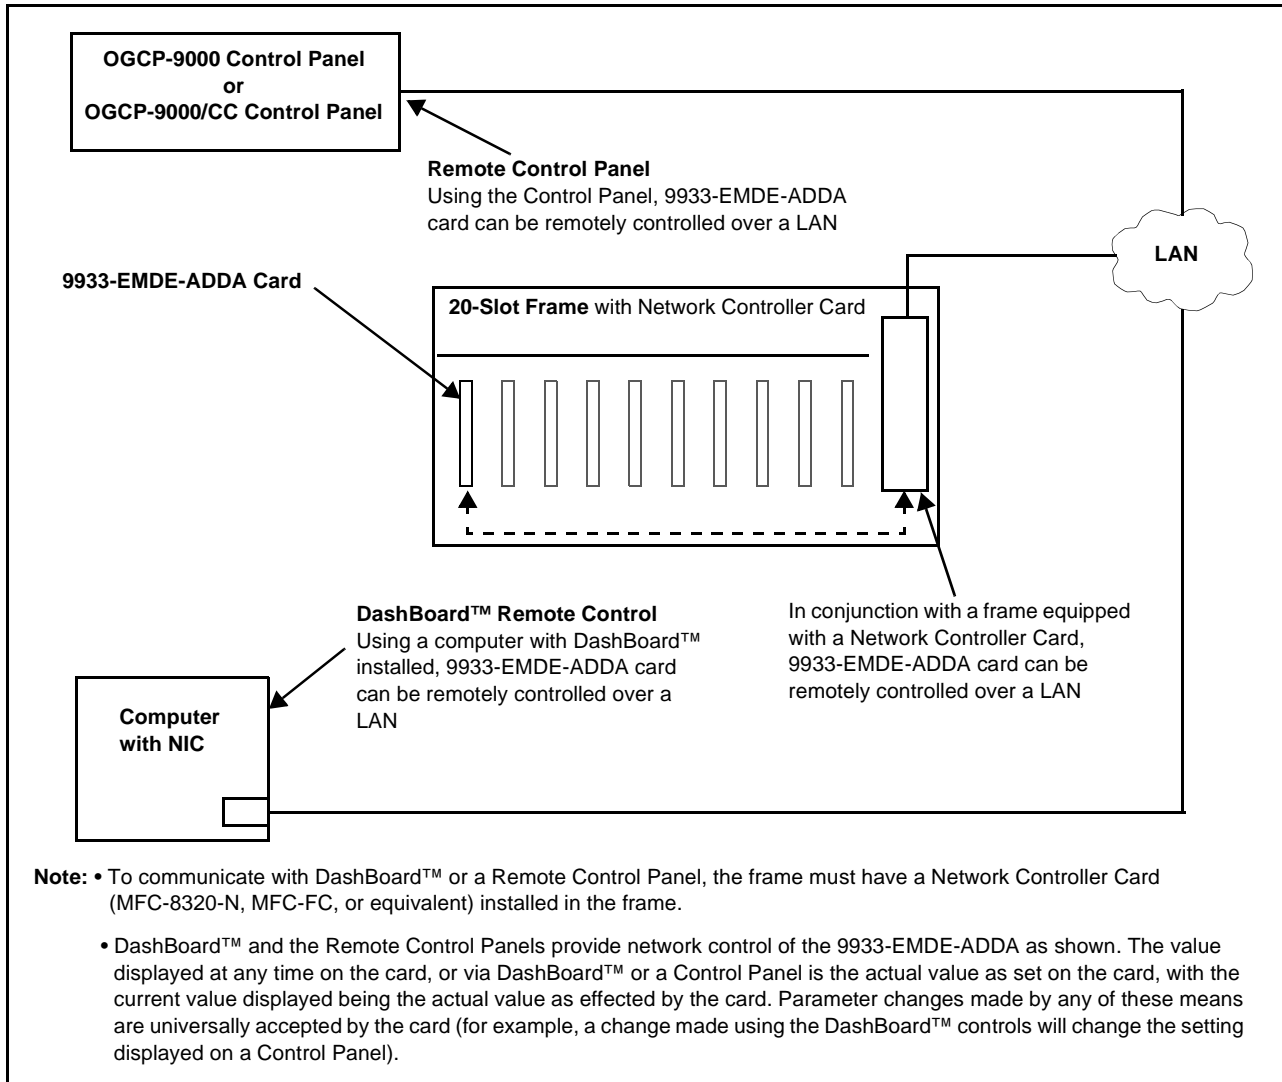 OGCP-9000 Control Panel
or
OGCP-9000/CC Control Panel
Remote Control Panel
Using the Control Panel, 9933-EMDE-ADDA
card can be remotely controlled over a LAN
LAN
9933-EMDE-ADDA Card
20-Slot Frame with Network Controller Card
DashBoard™ Remote Control
Using a computer with DashBoard™
installed, 9933-EMDE-ADDA card
can be remotely controlled over a
LAN
In conjunction with a frame equipped
with a Network Controller Card,
9933-EMDE-ADDA card can be
remotely controlled over a LAN
Computer
with NIC
Note: • To communicate with DashBoard™ or a Remote Control Panel, the frame must have a Network Controller Card
(MFC-8320-N, MFC-FC, or equivalent) installed in the frame.
• DashBoard™ and the Remote Control Panels provide network control of the 9933-EMDE-ADDA as shown. The value
displayed at any time on the card, or via DashBoard™ or a Control Panel is the actual value as set on the card, with the
current value displayed being the actual value as effected by the card. Parameter changes made by any of these means
are universally accepted by the card (for example, a change made using the DashBoard™ controls will change the setting
displayed on a Control Panel).